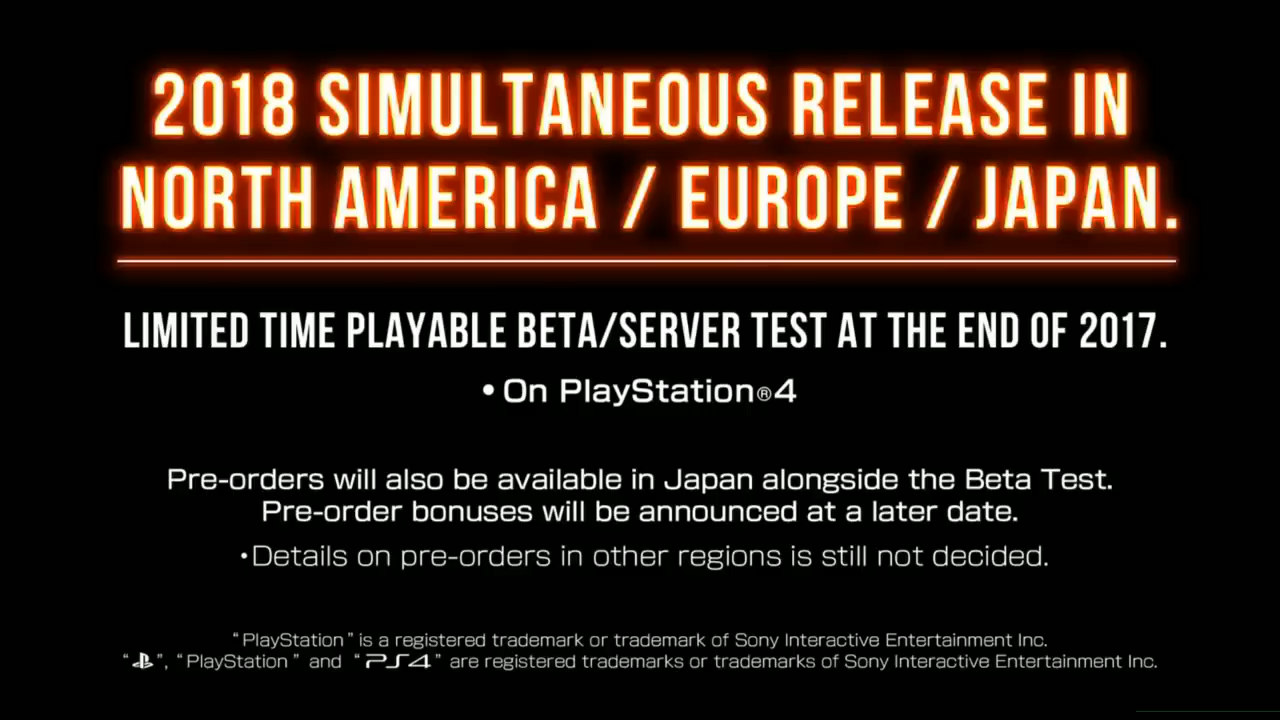 2018 SIMULTANEOUS RELEASE IN
NORTH AMERICA / EUROPE / JAPAN.
LIMITED TIME PLAYABLE BETA/SERVER TEST AT THE END OF 2017.
• On PlayStation®4
Pre-orders will also be available in Japan alongside the Beta Test.
Pre-order bonuses will be announced at a later date.
•Details on pre-orders in other regions is still not decided.
“PlayStation” is a registered trademark or trademark of Sony Interactive Entertainment Inc.
“ ”, “PlayStation” and “PS4” are registered trademarks or trademarks of Sony Interactive Entertainment Inc.